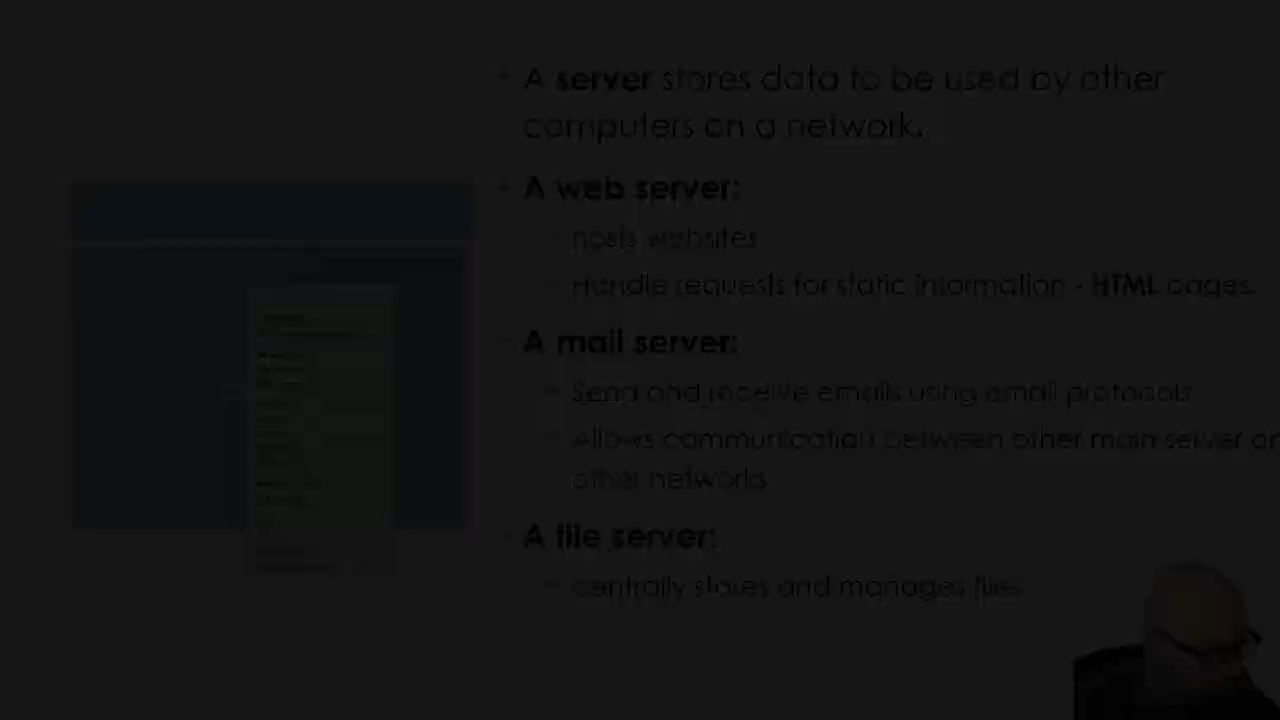 A server stores data to be used by other
computers on a network.
A web server:
hosts websites
Handle requests for static information - HTML pages.
A mail server:
Send and receive emails using email protocols
Allows communication between other main server on
other networks
A file server:
centrally stores and manages files